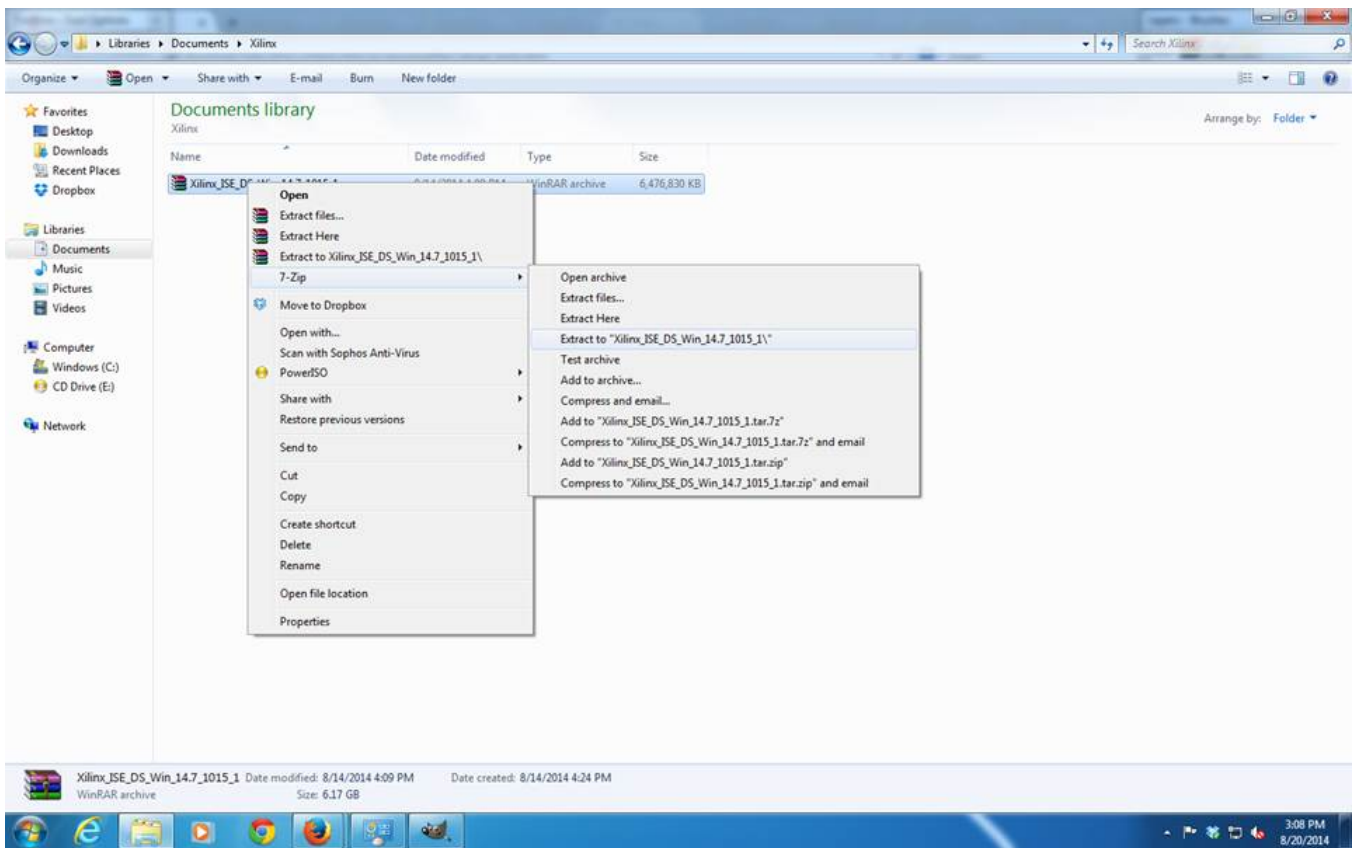 Libraries Documents Xilinx
Search Xilinx
Organize Open Share with E-mail Burn New folder
Favorites
Desktop
Downloads
Recent Places
Dropbox
Libraries
Documents
Music
Pictures
Videos
Computer
Windows (C:)
CD Drive (E:)
Network
Documents library
Xilinx
Arrange by: Folder
Name Date modified Type Size
WinRAR archive 6,476,830 KB
Open
Extract files...
Extract Here
Extract to Xilinx_ISE_DS_Win_14.7_1015_1\
7-Zip
Move to Dropbox
Open with...
Scan with Sophos Anti-Virus
PowerISO
Share with
Restore previous versions
Send to
Cut
Copy
Create shortcut
Delete
Rename
Open file location
Properties
Open archive
Extract files...
Extract Here
Extract to "Xilinx_ISE_DS_Win_14.7_1015_1\"
Test archive
Add to archive...
Compress and email...
Add to "Xilinx_ISE_DS_Win_14.7_1015_1.tar.7z"
Compress to "Xilinx_ISE_DS_Win_14.7_1015_1.tar.7z" and email
Add to "Xilinx_ISE_DS_Win_14.7_1015_1.tar.zip"
Compress to "Xilinx_ISE_DS_Win_14.7_1015_1.tar.zip" and email
Xilinx_ISE_DS_Win_14.7_1015_1 Date modified: 8/14/2014 4:09 PM Date created: 8/14/2014 4:24 PM
WinRAR archive Size: 6.17 GB
3:08 PM
8/20/2014